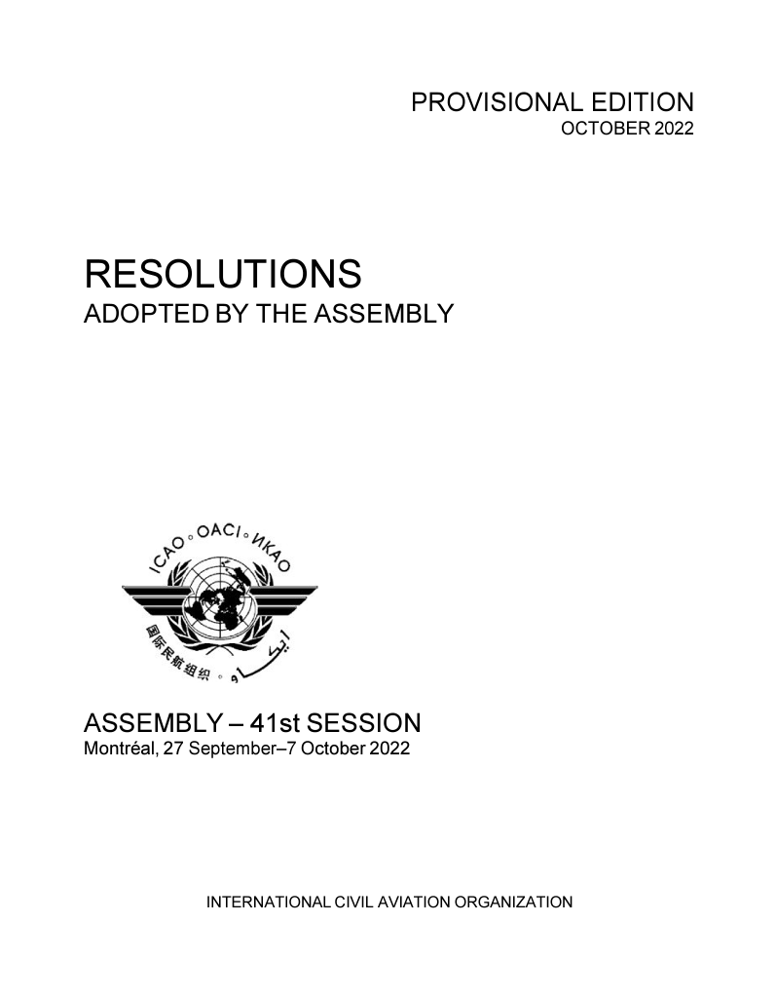 PROVISIONAL EDITION
OCTOBER 2022
RESOLUTIONS
ADOPTED BY THE ASSEMBLY
ICAO ◦ OACI ◦ ИКАО
国际民航组织 ◦ ايكاو
ASSEMBLY – 41st SESSION
Montréal, 27 September–7 October 2022
INTERNATIONAL CIVIL AVIATION ORGANIZATION